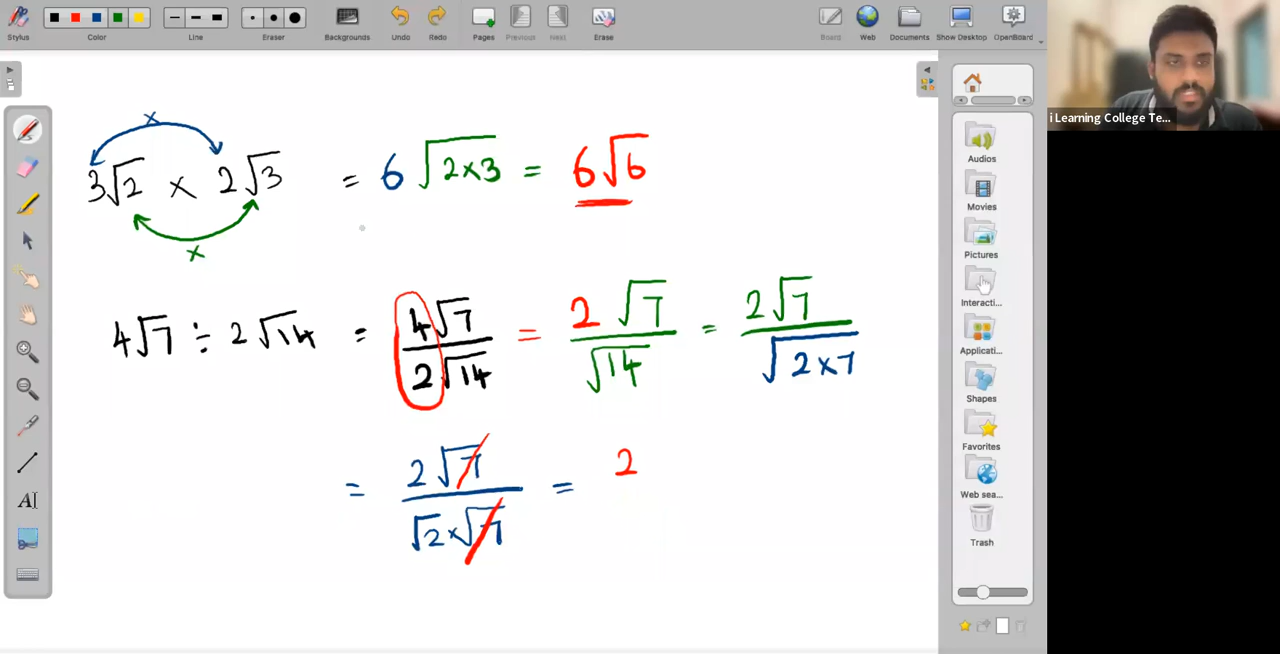 Stylus Color Line Eraser Backgrounds Undo Redo Pages Previous Next Erase Board Web Documents Show Desktop OpenBoard
i Learning College Te...
x
3√2 x 2√3 = 6 √2×3 = 6√6
x
4√7 ÷ 2√14 = 4√7/2√14 = 2√7/√14 = 2√7/√2×7
= 2√7/√2×√7 = 2
Audios
Movies
Pictures
Interacti...
Applicati...
Shapes
Favorites
Web sea...
Trash